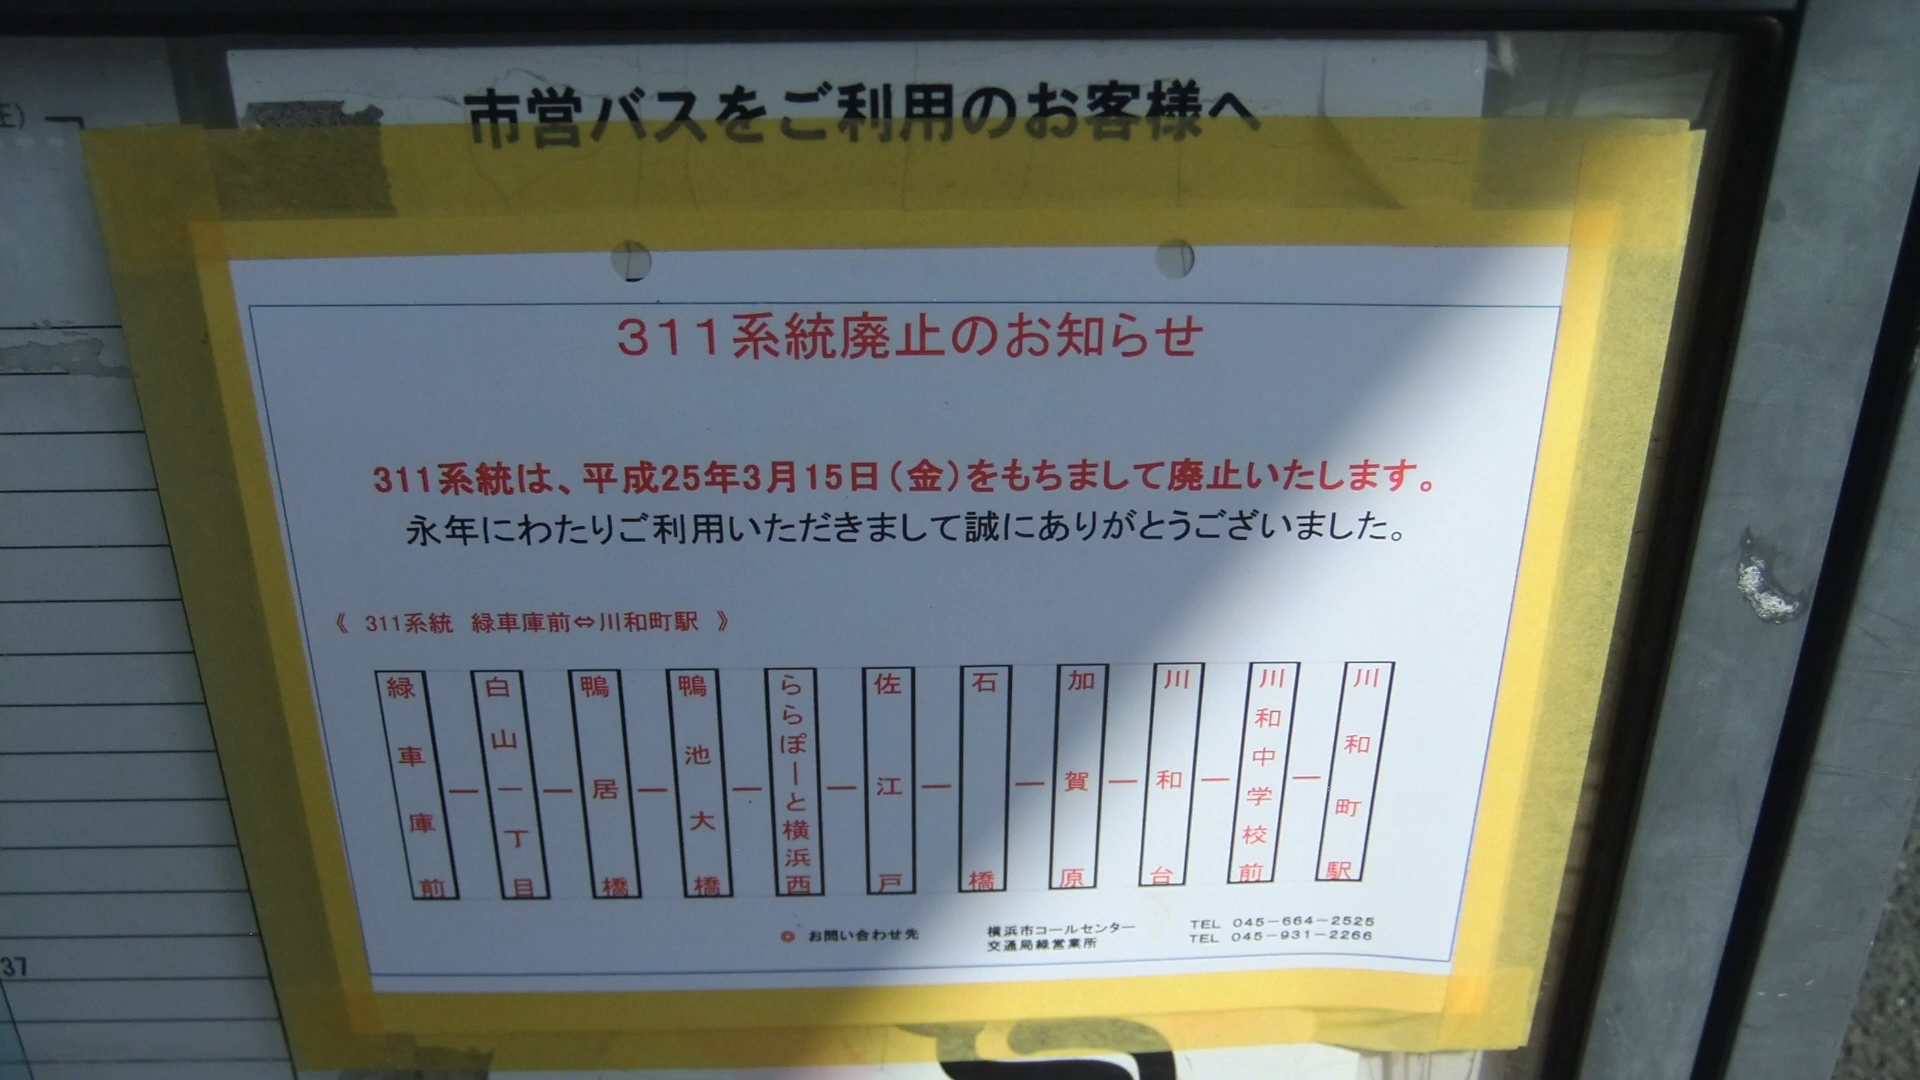 市営バスをご利用のお客様へ
311系統廃止のお知らせ
311系統は、平成25年3月15日(金)をもちまして廃止いたします。
永年にわたりご利用いただきまして誠にありがとうございました。
《 311系統 緑車庫前⇔川和町駅 》
緑車庫前―白山一丁目―鴨居橋―鴨池大橋―ららぽーと横浜西―佐江戸―石橋―加賀原―川和台―川和中学校前―川和町駅
お問い合わせ先 横浜市コールセンター TEL 045-664-2525
交通局緑営業所 TEL 045-931-2266
37